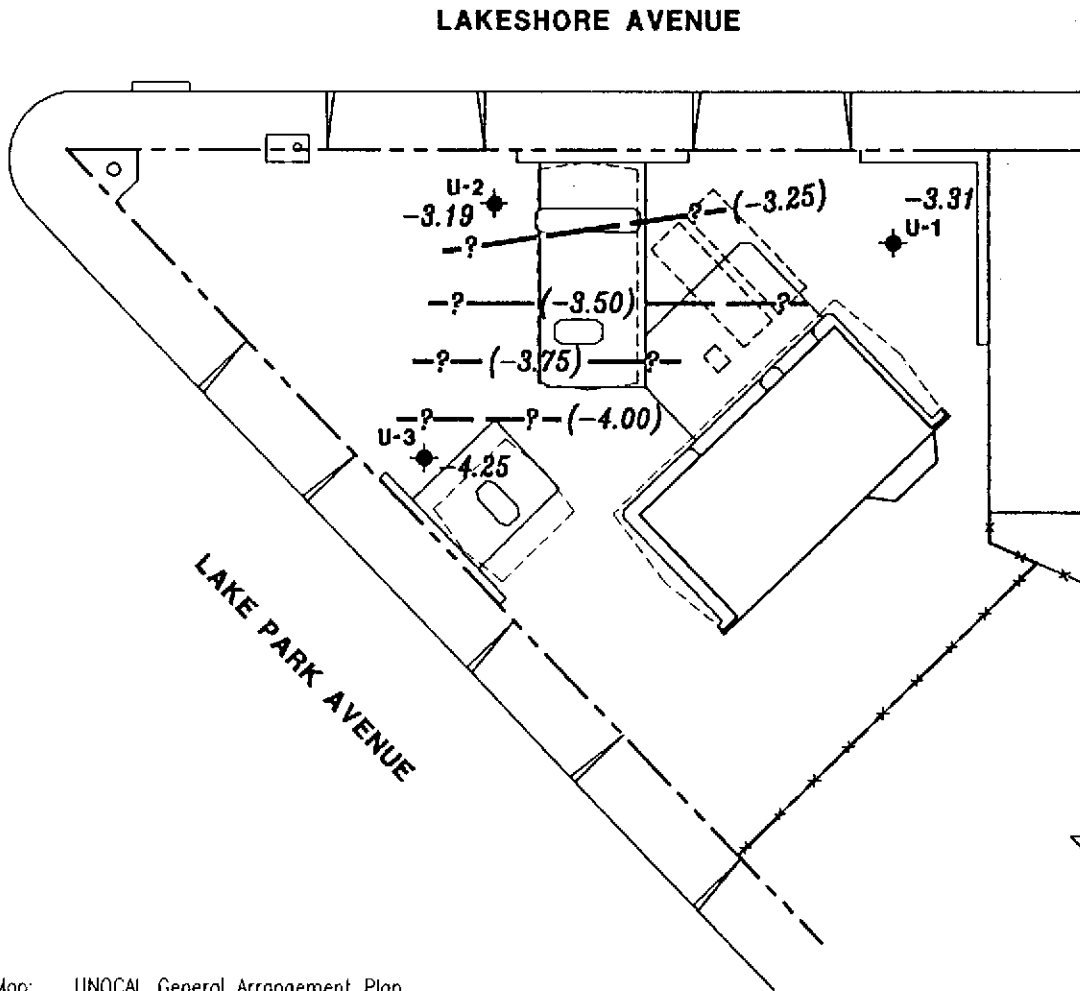 LAKESHORE AVENUE
U-2
-3.19
? ? (-3.25)
-3.31
U-1
? (-3.50) ?
? (-3.75) ?
? ? (-4.00)
U-3
-4.25
LAKE PARK AVENUE
Map: UNOCAL General Arrangement Plan